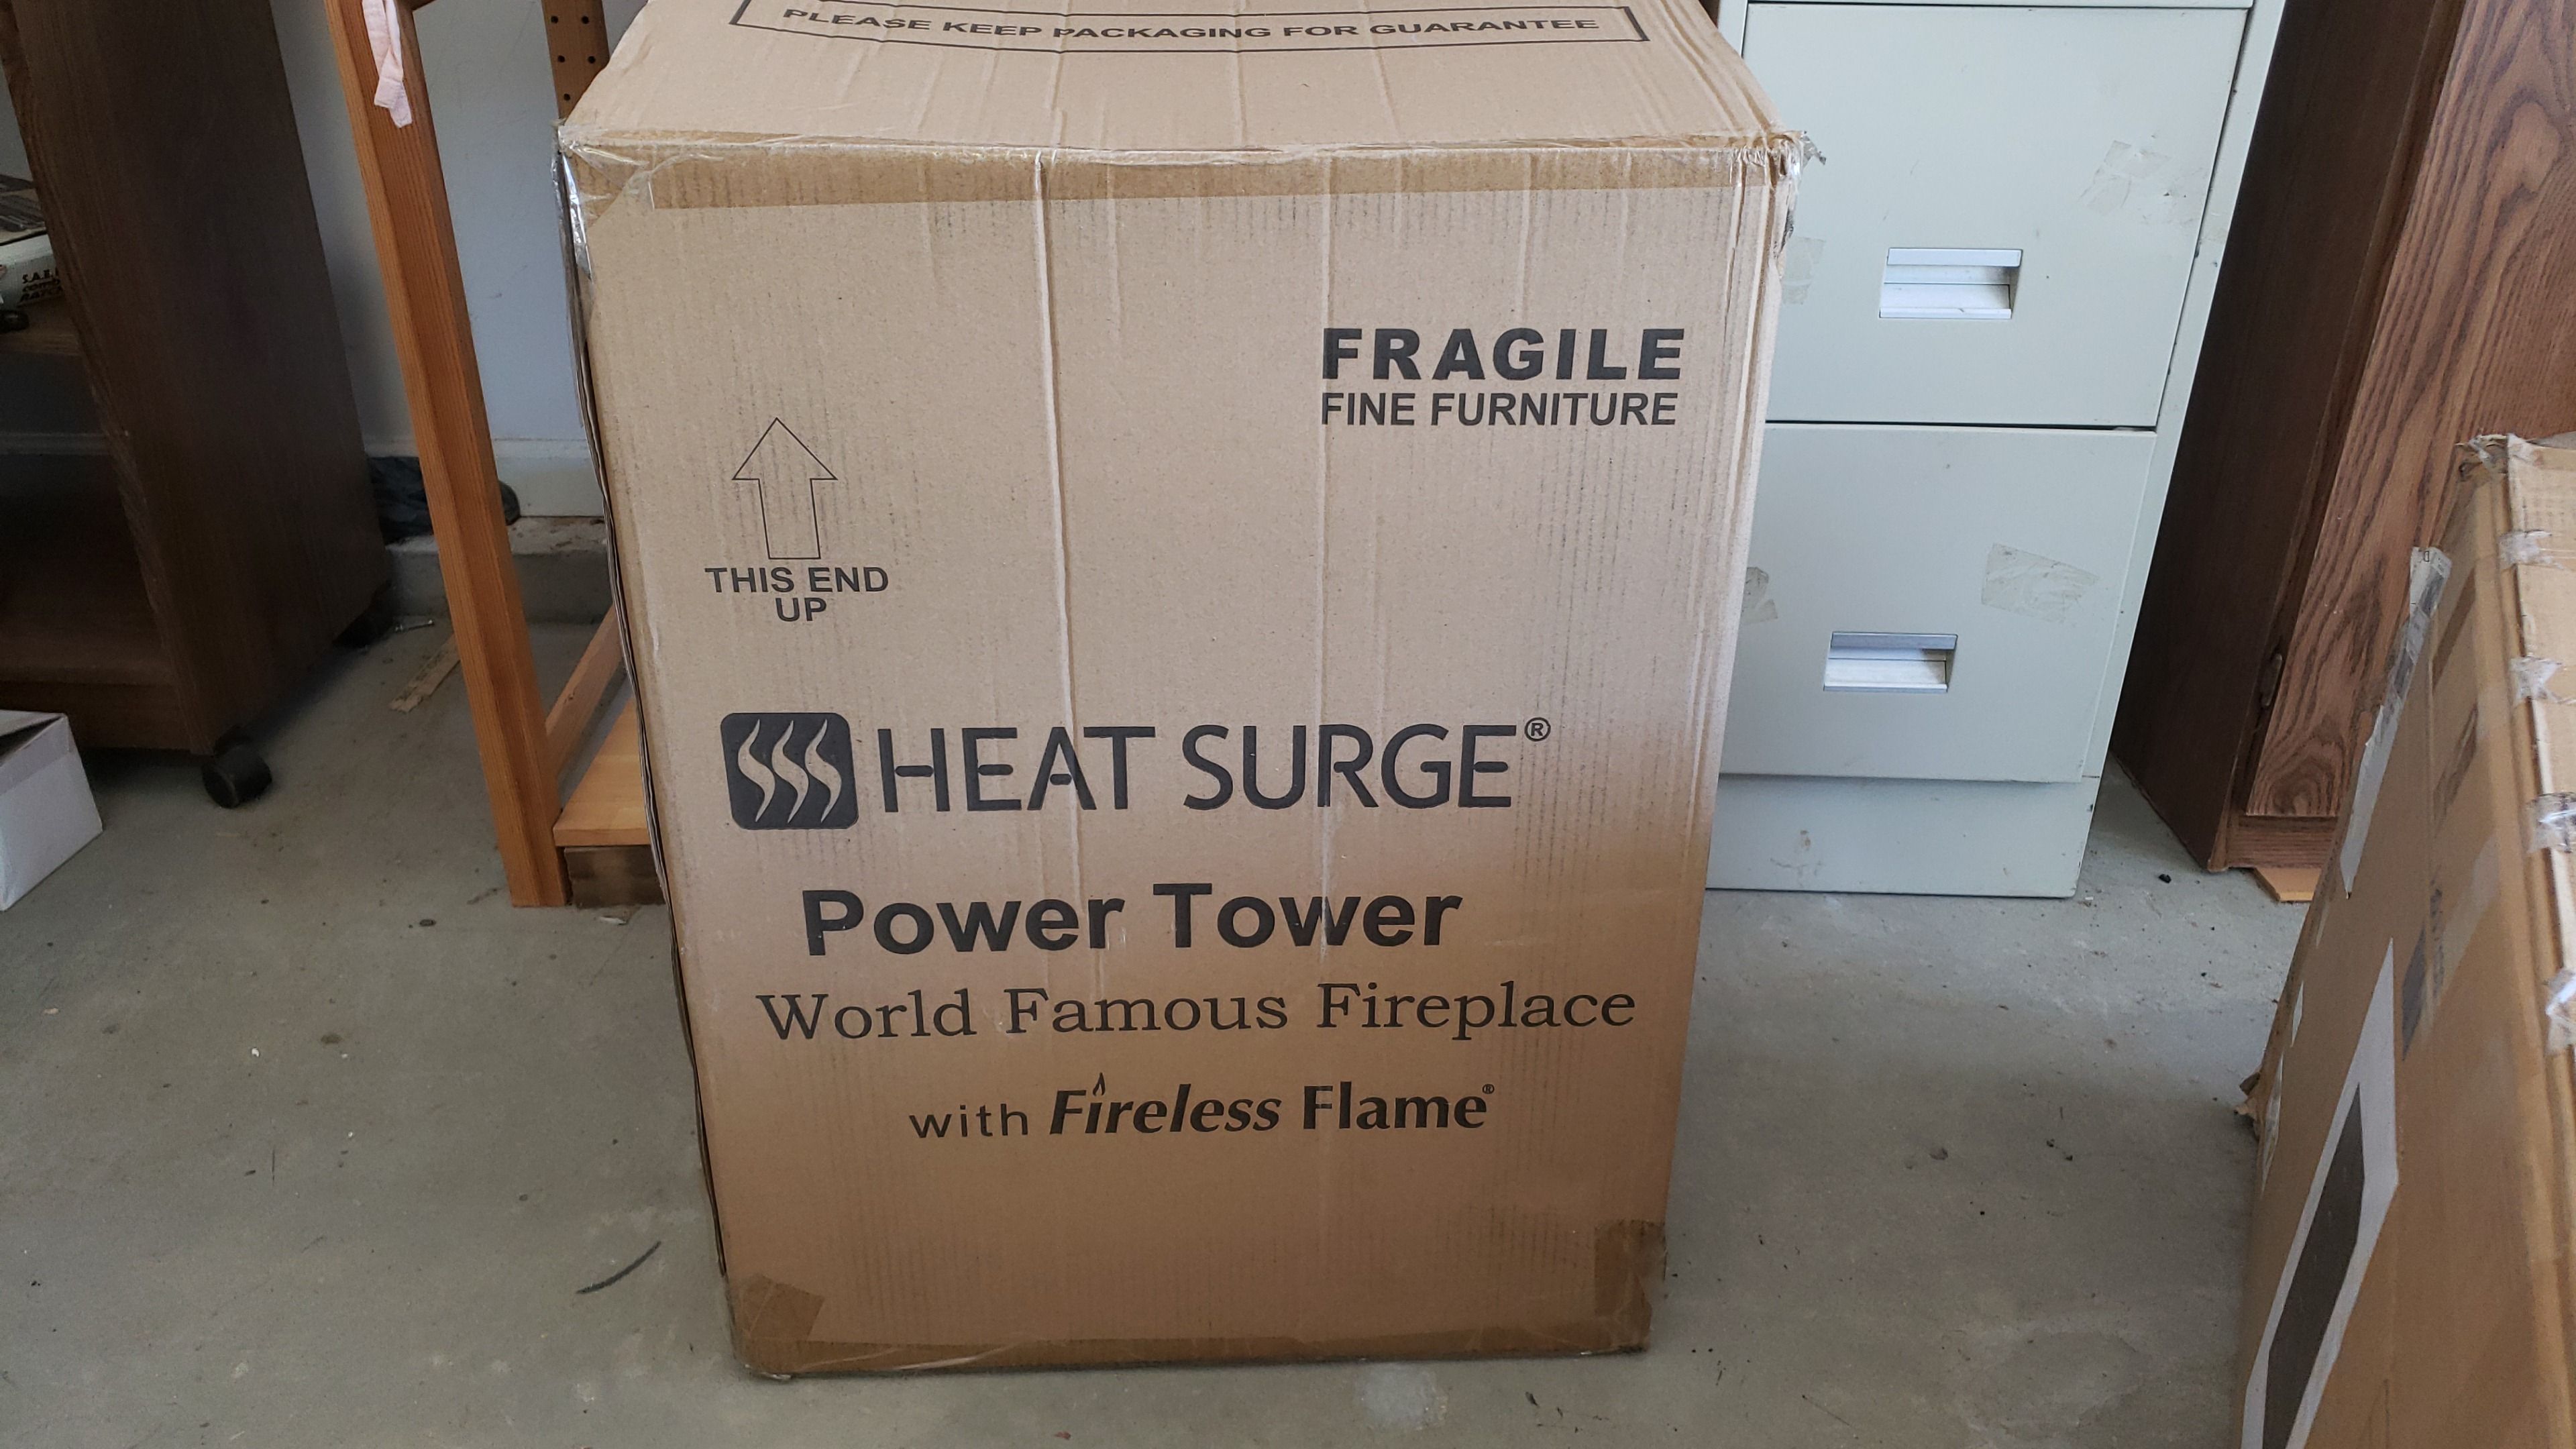 PLEASE KEEP PACKAGING FOR GUARANTEE
FRAGILE
FINE FURNITURE
THIS END
UP
HEAT SURGE®
Power Tower
World Famous Fireplace
with Fireless Flame®